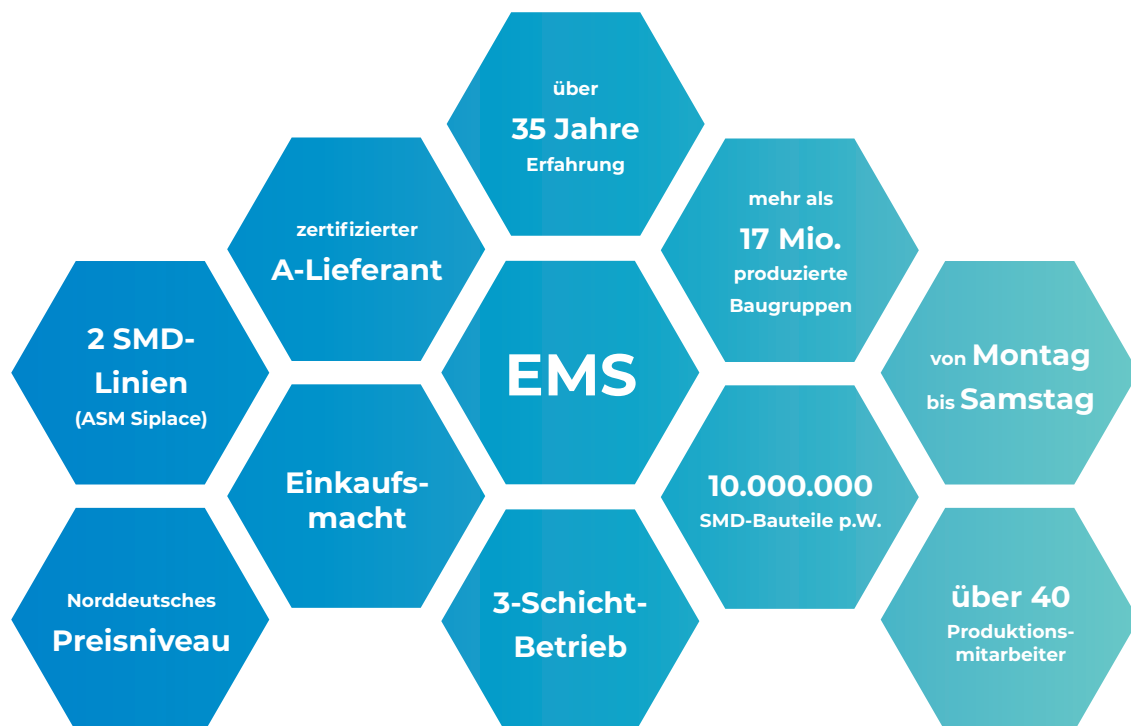 über
35 Jahre
Erfahrung
zertifizierter
A-Lieferant
mehr als
17 Mio.
produzierte
Baugruppen
2 SMD-
Linien
(ASM Siplace)
EMS
von Montag
bis Samstag
Einkaufs-
macht
10.000.000
SMD-Bauteile p.W.
Norddeutsches
Preisniveau
3-Schicht-
Betrieb
über 40
Produktions-
mitarbeiter